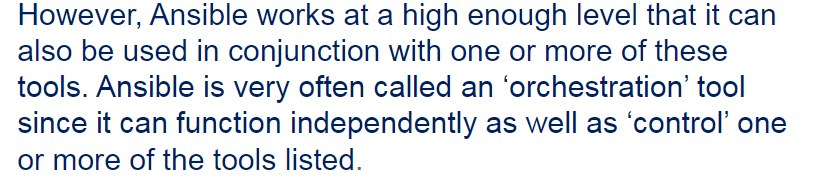 However, Ansible works at a high enough level that it can
also be used in conjunction with one or more of these
tools. Ansible is very often called an ‘orchestration’ tool
since it can function independently as well as ‘control’ one
or more of the tools listed.